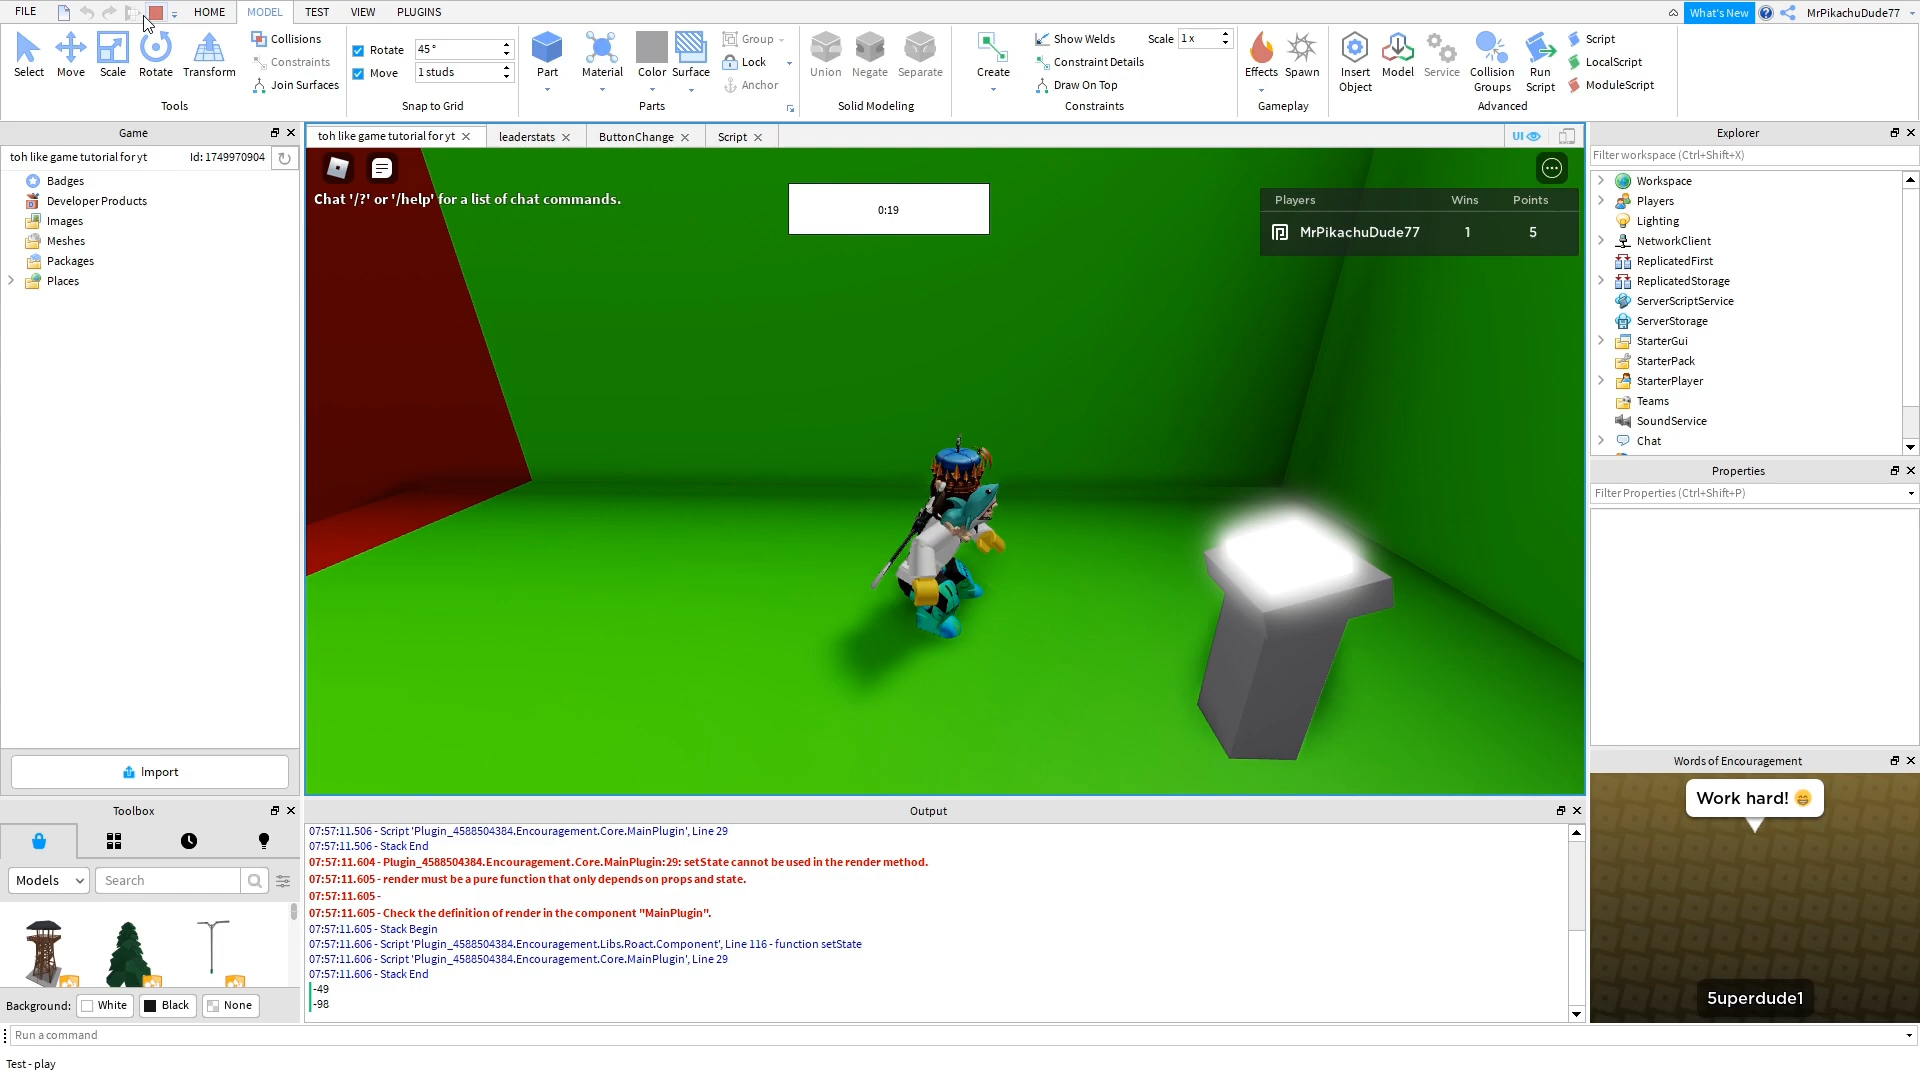 FILE HOME MODEL TEST VIEW PLUGINS What's New MrPikachuDude77
Select Move Scale Rotate Transform
Collisions
Constraints
Join Surfaces
Tools
Rotate 45°
Move 1 studs
Snap to Grid
Part Material Color Surface
Group
Lock
Anchor
Parts
Union Negate Separate
Solid Modeling
Create
Show Welds
Constraint Details
Draw On Top
Scale 1x
Constraints
Effects Spawn
Gameplay
Insert Object
Model Service
Collision Groups
Run Script
Script
LocalScript
ModuleScript
Advanced
Game
toh like game tutorial for yt Id: 1749970904
Badges
Developer Products
Images
Meshes
Packages
Places
Import
Toolbox
Models Search
Background: White Black None
toh like game tutorial for yt leaderstats ButtonChange Script UI
Chat '/?' or '/help' for a list of chat commands.
0:19
Players Wins Points
MrPikachuDude77 1 5
Output
07:57:11.506 - Script 'Plugin_4588504384.Encouragement.Core.MainPlugin', Line 29
07:57:11.506 - Stack End
07:57:11.604 - Plugin_4588504384.Encouragement.Core.MainPlugin:29: setState cannot be used in the render method.
07:57:11.605 - render must be a pure function that only depends on props and state.
07:57:11.605 -
07:57:11.605 - Check the definition of render in the component "MainPlugin".
07:57:11.605 - Stack Begin
07:57:11.606 - Script 'Plugin_4588504384.Encouragement.Libs.Roact.Component', Line 116 - function setState
07:57:11.606 - Script 'Plugin_4588504384.Encouragement.Core.MainPlugin', Line 29
07:57:11.606 - Stack End
-49
-98
Explorer
Filter workspace (Ctrl+Shift+X)
Workspace
Players
Lighting
NetworkClient
ReplicatedFirst
ReplicatedStorage
ServerScriptService
ServerStorage
StarterGui
StarterPack
StarterPlayer
Teams
SoundService
Chat
Properties
Filter Properties (Ctrl+Shift+P)
Words of Encouragement
Work hard! 😁
5uperdude1
Run a command
Test - play